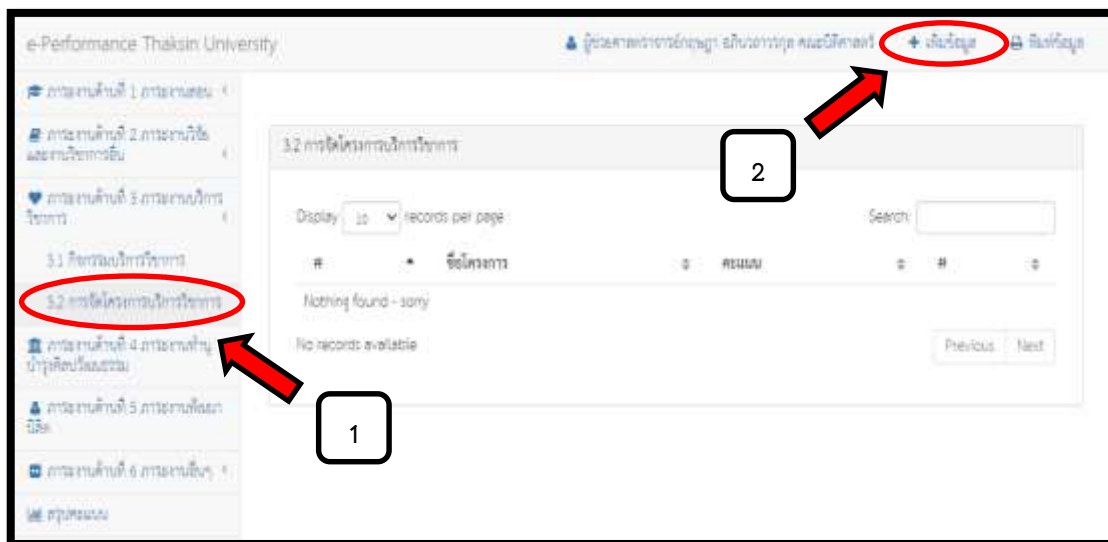 e-Performance Thaksin University
ผู้ช่วยศาสตราจารย์ คณะนิติศาสตร์
+ เพิ่มข้อมูล
พิมพ์ข้อมูล
ภาระงานด้านที่ 1 ภาระงานสอน
ภาระงานด้านที่ 2 ภาระงานวิจัย
และงานวิชาการอื่น
ภาระงานด้านที่ 3 ภาระงานบริการ
วิชาการ
3.1 กิจกรรมบริการวิชาการ
3.2 การจัดโครงการบริการวิชาการ
ภาระงานด้านที่ 4 ภาระงานทำนุ
บำรุงศิลปวัฒนธรรม
ภาระงานด้านที่ 5 ภาระงานพัฒนา
นิสิต
ภาระงานด้านที่ 6 ภาระงานอื่นๆ
สรุปคะแนน
3.2 การจัดโครงการบริการวิชาการ
2
Display 10 records per page
Search:
# ชื่อโครงการ คะแนน #
Nothing found - sorry
No records available
Previous Next
1